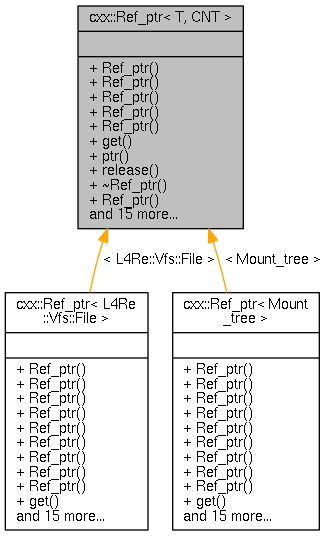 cxx::Ref_ptr< T, CNT >
+ Ref_ptr()
+ Ref_ptr()
+ Ref_ptr()
+ Ref_ptr()
+ Ref_ptr()
+ get()
+ ptr()
+ release()
+ ~Ref_ptr()
+ Ref_ptr()
and 15 more...
< L4Re::Vfs::File >
< Mount_tree >
cxx::Ref_ptr< L4Re
::Vfs::File >
+ Ref_ptr()
+ Ref_ptr()
+ Ref_ptr()
+ Ref_ptr()
+ Ref_ptr()
+ Ref_ptr()
+ Ref_ptr()
+ Ref_ptr()
+ Ref_ptr()
+ get()
and 15 more...
cxx::Ref_ptr< Mount
_tree >
+ Ref_ptr()
+ Ref_ptr()
+ Ref_ptr()
+ Ref_ptr()
+ Ref_ptr()
+ Ref_ptr()
+ Ref_ptr()
+ Ref_ptr()
+ Ref_ptr()
+ get()
and 15 more...